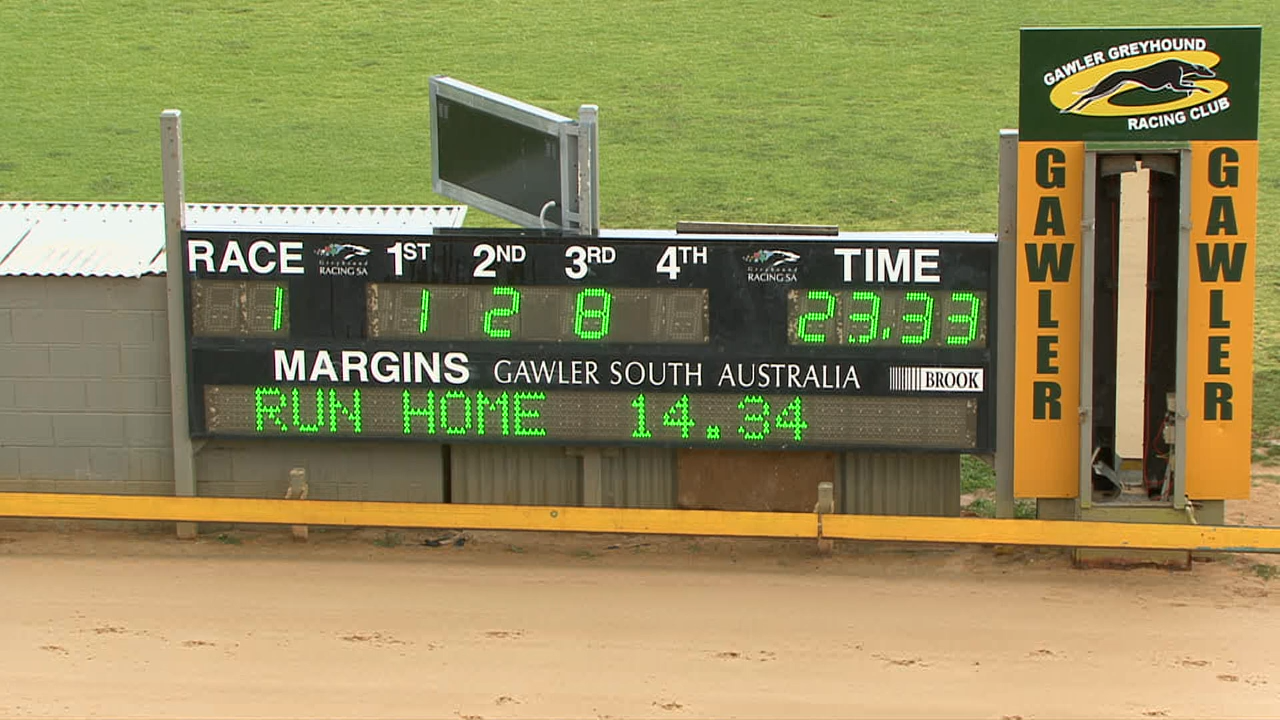 GAWLER GREYHOUND
RACING CLUB
GAWLER GAWLER
RACE Greyhound RACING SA 1ST 2ND 3RD 4TH Greyhound RACING SA TIME
1 1 2 8 23.33
MARGINS GAWLER SOUTH AUSTRALIA BROOK
RUN HOME 14.34